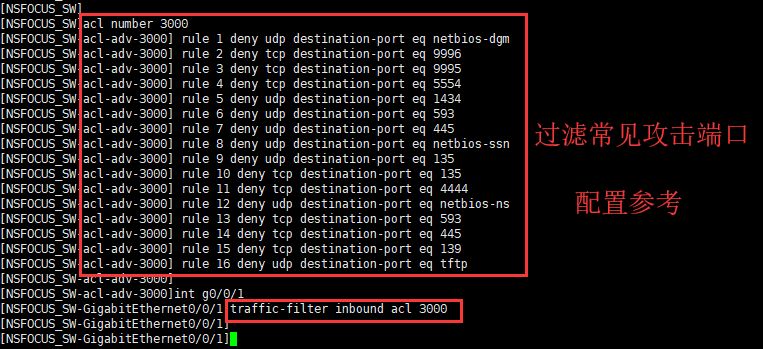 [NSFOCUS_SW]
[NSFOCUS_SW]acl number 3000
[NSFOCUS_SW-acl-adv-3000] rule 1 deny udp destination-port eq netbios-dgm
[NSFOCUS_SW-acl-adv-3000] rule 2 deny tcp destination-port eq 9996
[NSFOCUS_SW-acl-adv-3000] rule 3 deny tcp destination-port eq 9995
[NSFOCUS_SW-acl-adv-3000] rule 4 deny tcp destination-port eq 5554
[NSFOCUS_SW-acl-adv-3000] rule 5 deny udp destination-port eq 1434
[NSFOCUS_SW-acl-adv-3000] rule 6 deny udp destination-port eq 593
[NSFOCUS_SW-acl-adv-3000] rule 7 deny udp destination-port eq 445
[NSFOCUS_SW-acl-adv-3000] rule 8 deny udp destination-port eq netbios-ssn
[NSFOCUS_SW-acl-adv-3000] rule 9 deny udp destination-port eq 135
[NSFOCUS_SW-acl-adv-3000] rule 10 deny tcp destination-port eq 135
[NSFOCUS_SW-acl-adv-3000] rule 11 deny tcp destination-port eq 4444
[NSFOCUS_SW-acl-adv-3000] rule 12 deny udp destination-port eq netbios-ns
[NSFOCUS_SW-acl-adv-3000] rule 13 deny tcp destination-port eq 593
[NSFOCUS_SW-acl-adv-3000] rule 14 deny tcp destination-port eq 445
[NSFOCUS_SW-acl-adv-3000] rule 15 deny tcp destination-port eq 139
[NSFOCUS_SW-acl-adv-3000] rule 16 deny udp destination-port eq tftp
[NSFOCUS_SW-acl-adv-3000]
[NSFOCUS_SW-acl-adv-3000]int g0/0/1
[NSFOCUS_SW-GigabitEthernet0/0/1]traffic-filter inbound acl 3000
[NSFOCUS_SW-GigabitEthernet0/0/1]
[NSFOCUS_SW-GigabitEthernet0/0/1]
过滤常见攻击端口
配置参考